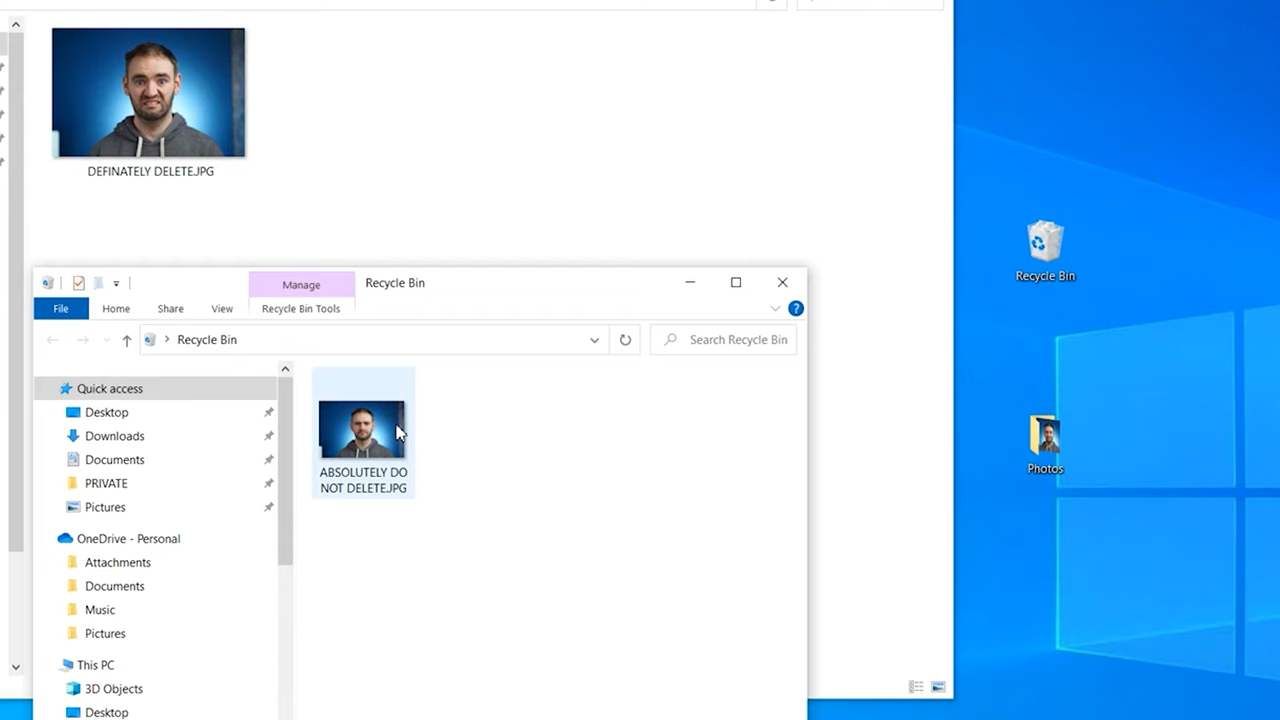 DEFINATELY DELETE.JPG
Manage
Recycle Bin
File
Home
Share
View
Recycle Bin Tools
?
Recycle Bin
Search Recycle Bin
Quick access
Desktop
Downloads
Documents
PRIVATE
Pictures
OneDrive - Personal
Attachments
Documents
Music
Pictures
This PC
3D Objects
Desktop
ABSOLUTELY DO
NOT DELETE.JPG
Recycle Bin
Photos